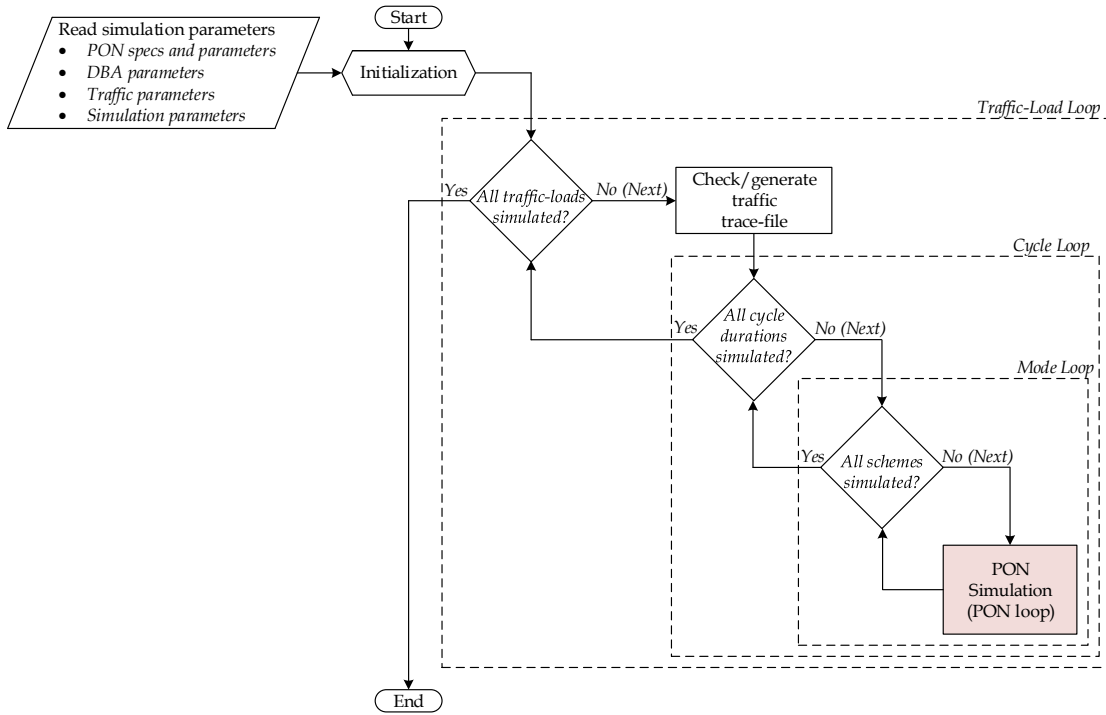 Start
Read simulation parameters
• PON specs and parameters
• DBA parameters
• Traffic parameters
• Simulation parameters
Initialization
Traffic-Load Loop
Yes
All traffic-loads
simulated?
No (Next)
Check/generate
traffic
trace-file
Cycle Loop
Yes
All cycle
durations
simulated?
No (Next)
Mode Loop
Yes
All schemes
simulated?
No (Next)
PON
Simulation
(PON loop)
End